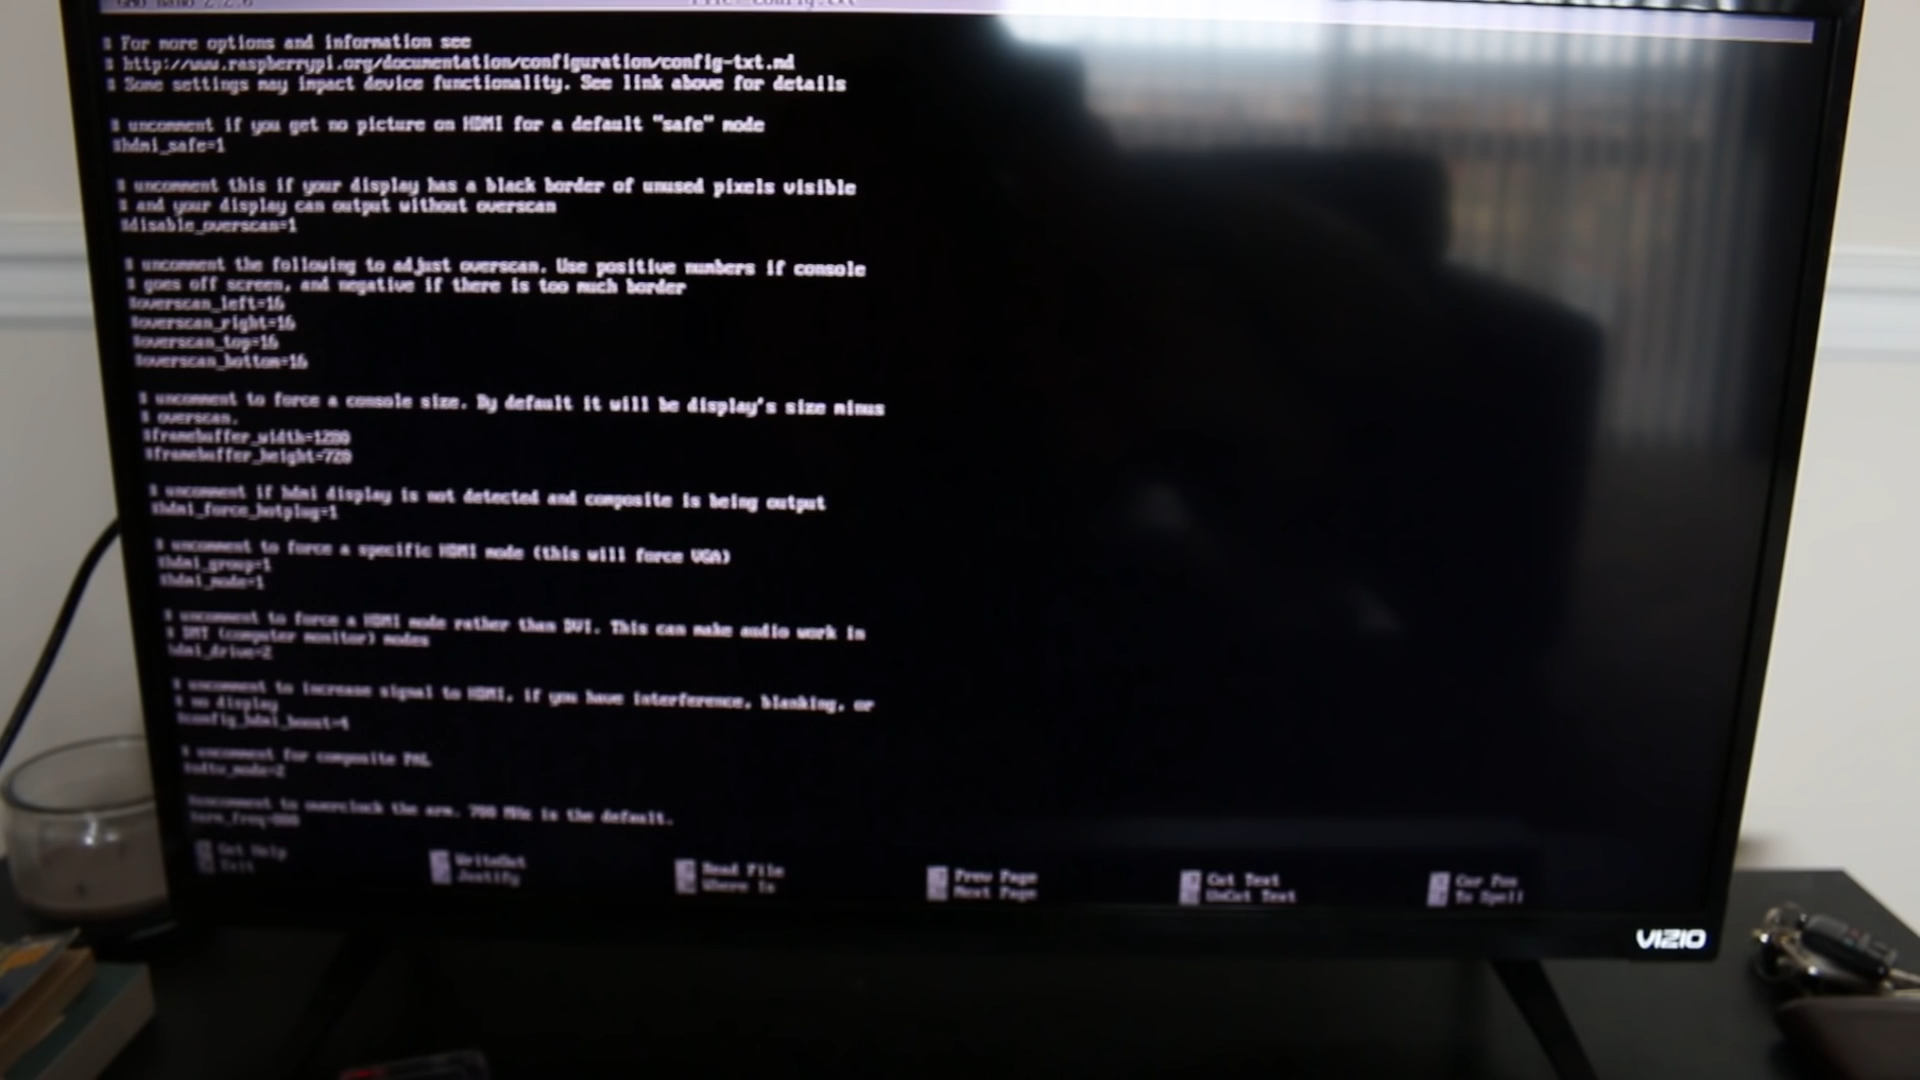 GNU nano 2.2.6 File: config.txt
# For more options and information see
# http://www.raspberrypi.org/documentation/configuration/config-txt.md
# Some settings may impact device functionality. See link above for details
# uncomment if you get no picture on HDMI for a default "safe" mode
#hdmi_safe=1
# uncomment this if your display has a black border of unused pixels visible
# and your display can output without overscan
#disable_overscan=1
# uncomment the following to adjust overscan. Use positive numbers if console
# goes off screen, and negative if there is too much border
#overscan_left=16
#overscan_right=16
#overscan_top=16
#overscan_bottom=16
# uncomment to force a console size. By default it will be display's size minus
# overscan.
#framebuffer_width=1280
#framebuffer_height=720
# uncomment if hdmi display is not detected and composite is being output
#hdmi_force_hotplug=1
# uncomment to force a specific HDMI mode (this will force VGA)
#hdmi_group=1
#hdmi_mode=1
# uncomment to force a HDMI mode rather than DVI. This can make audio work in
# DMT (computer monitor) modes
hdmi_drive=2
# uncomment to increase signal to HDMI, if you have interference, blanking, or
# no display
#config_hdmi_boost=4
# uncomment for composite PAL
#sdtv_mode=2
#uncomment to overclock the arm. 700 MHz is the default.
#arm_freq=800
Get Help WriteOut Read File Prev Page Cut Text Cur Pos
Exit Justify Where Is Next Page UnCut Text To Spell
VIZIO